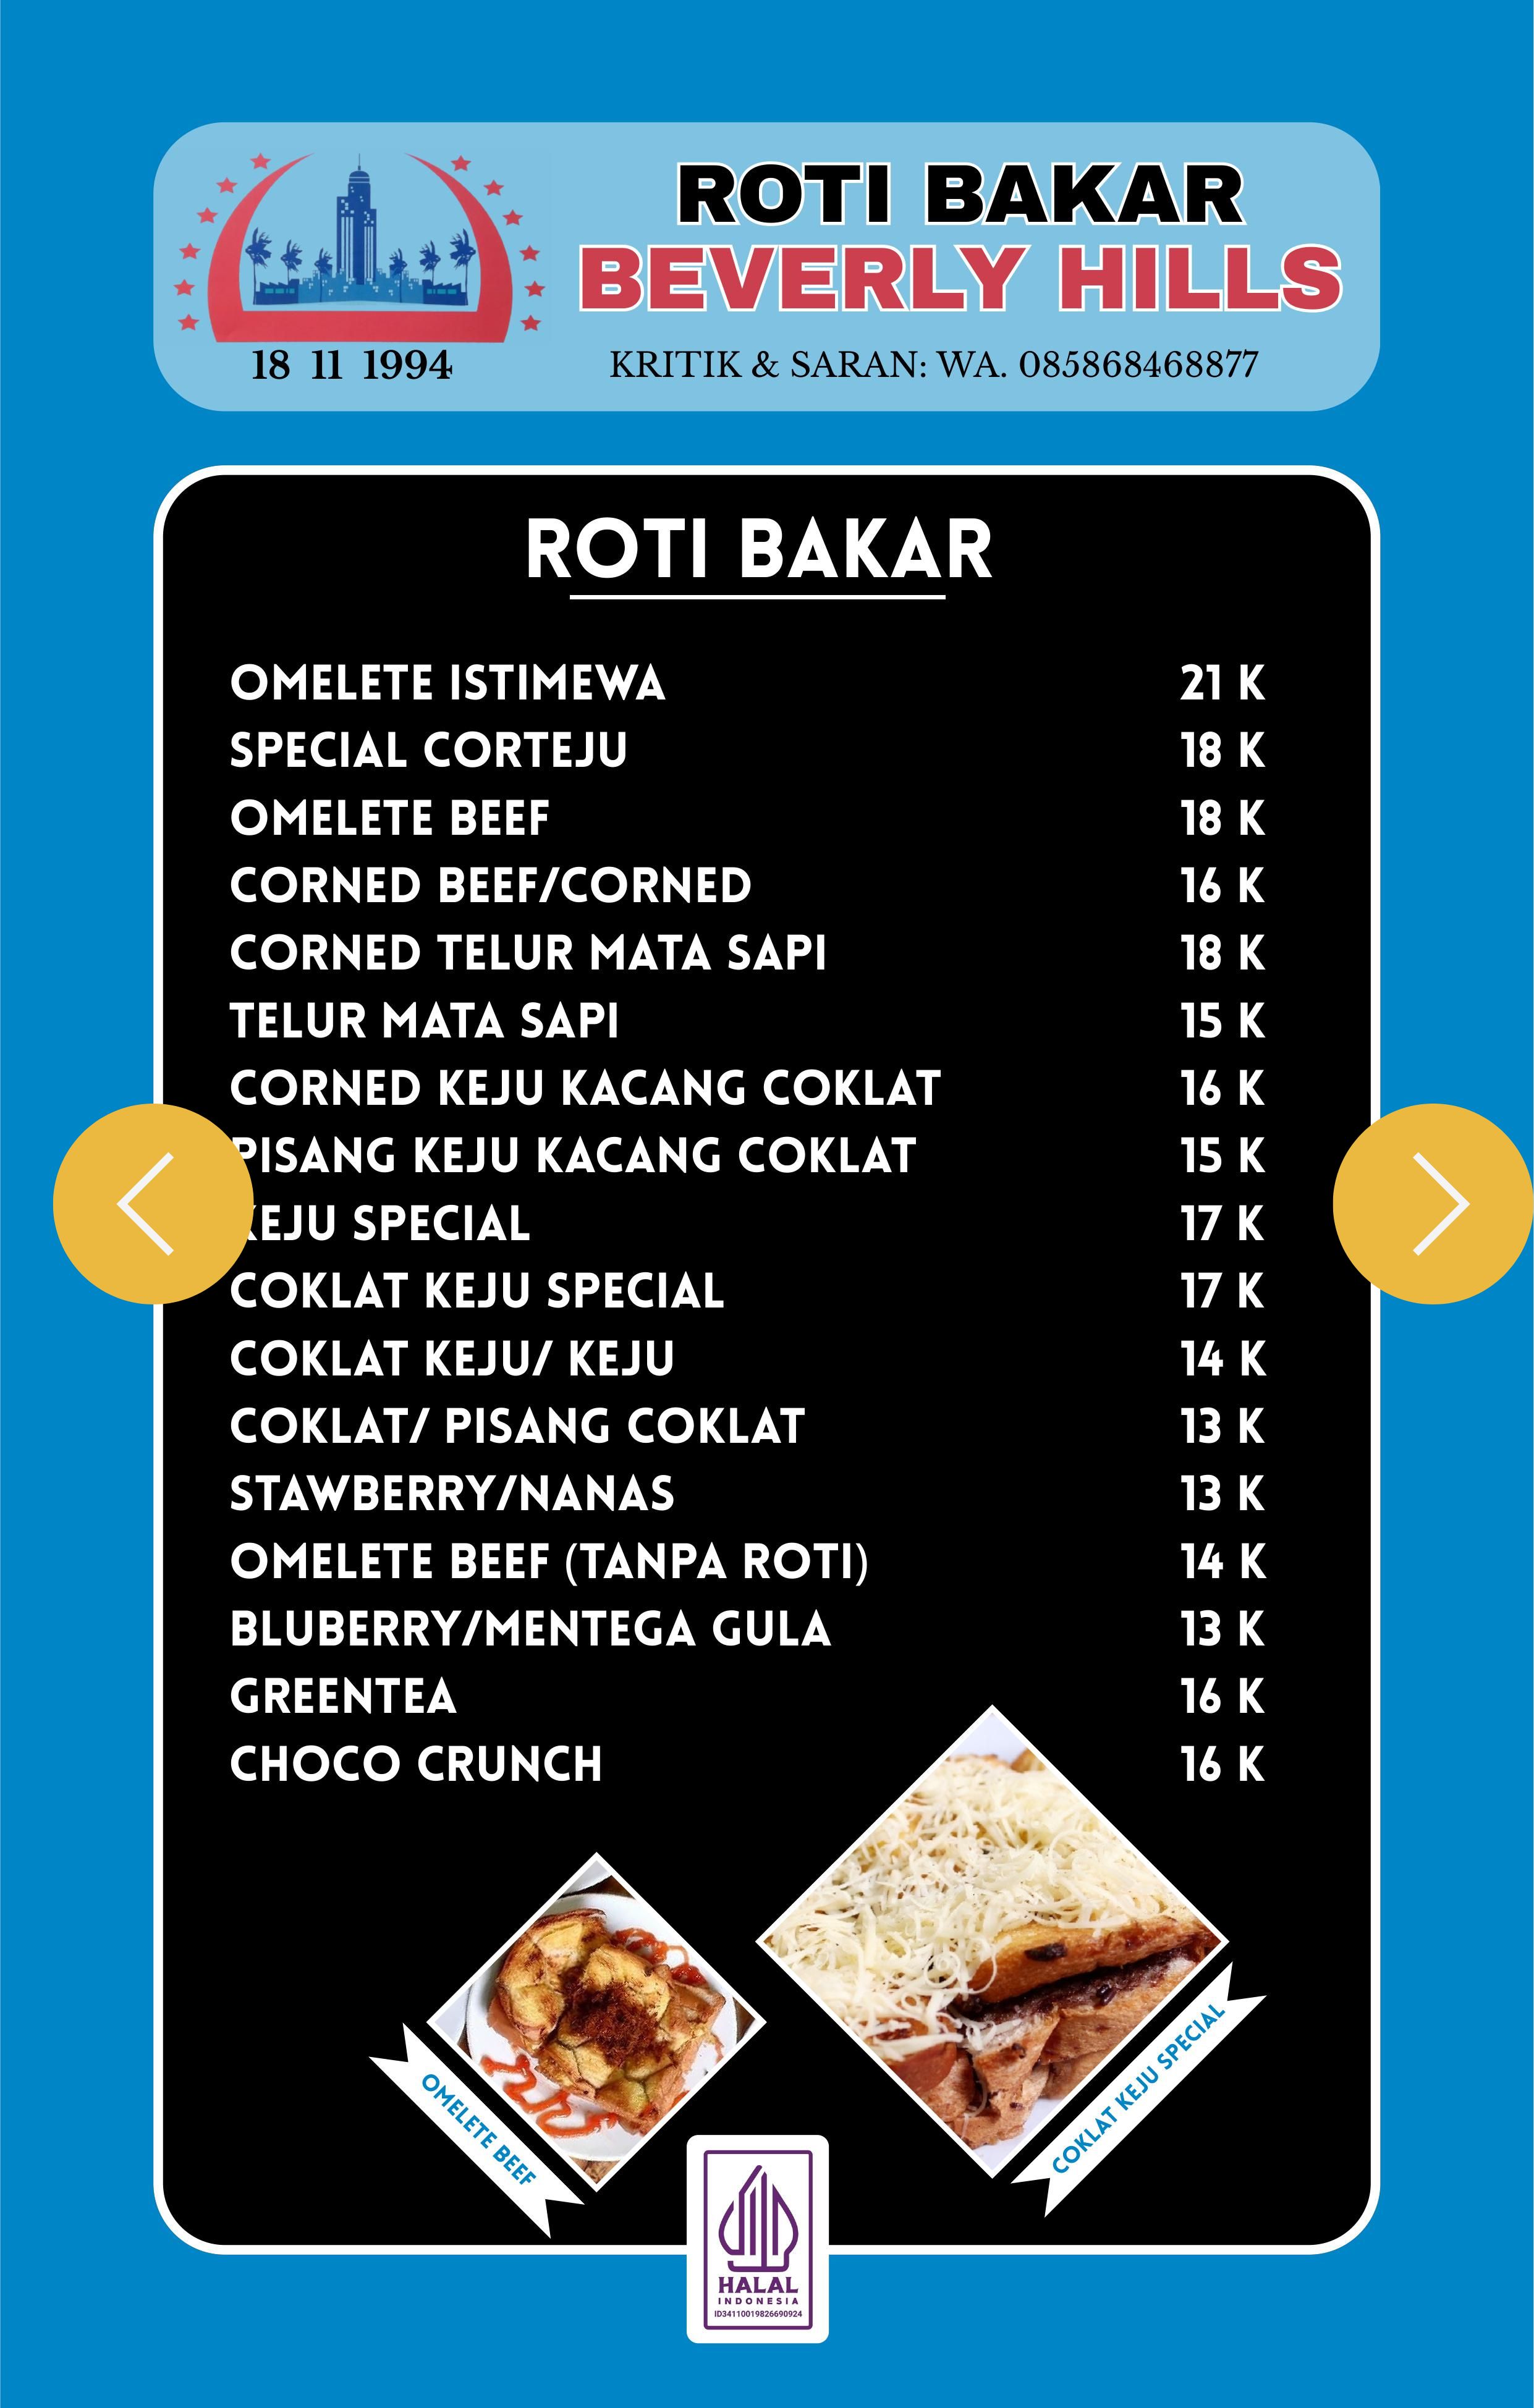 ROTI BAKAR
BEVERLY HILLS
18 11 1994
KRITIK & SARAN: WA. 085868468877
ROTI BAKAR
OMELETE ISTIMEWA 21 K
SPECIAL CORTEJU 18 K
OMELETE BEEF 18 K
CORNED BEEF/CORNED 16 K
CORNED TELUR MATA SAPI 18 K
TELUR MATA SAPI 15 K
CORNED KEJU KACANG COKLAT 16 K
PISANG KEJU KACANG COKLAT 15 K
KEJU SPECIAL 17 K
COKLAT KEJU SPECIAL 17 K
COKLAT KEJU/ KEJU 14 K
COKLAT/ PISANG COKLAT 13 K
STAWBERRY/NANAS 13 K
OMELETE BEEF (TANPA ROTI) 14 K
BLUBERRY/MENTEGA GULA 13 K
GREENTEA 16 K
CHOCO CRUNCH 16 K
OMELETE BEEF
COKLAT KEJU SPECIAL
HALAL
INDONESIA
ID34110019826690924